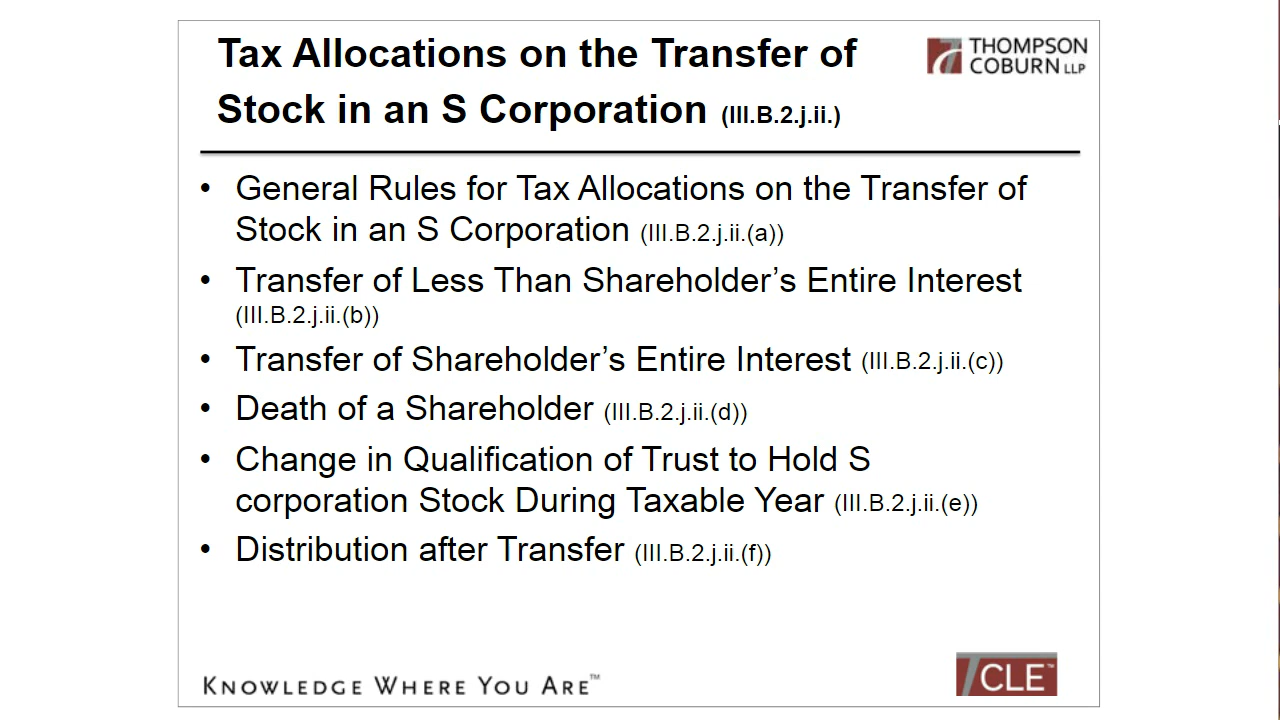 Tax Allocations on the Transfer of
Stock in an S Corporation (III.B.2.j.ii.)
THOMPSON
COBURN LLP
• General Rules for Tax Allocations on the Transfer of
Stock in an S Corporation (III.B.2.j.ii.(a))
• Transfer of Less Than Shareholder’s Entire Interest
(III.B.2.j.ii.(b))
• Transfer of Shareholder’s Entire Interest (III.B.2.j.ii.(c))
• Death of a Shareholder (III.B.2.j.ii.(d))
• Change in Qualification of Trust to Hold S
corporation Stock During Taxable Year (III.B.2.j.ii.(e))
• Distribution after Transfer (III.B.2.j.ii.(f))
KNOWLEDGE WHERE YOU ARE™
CLE™